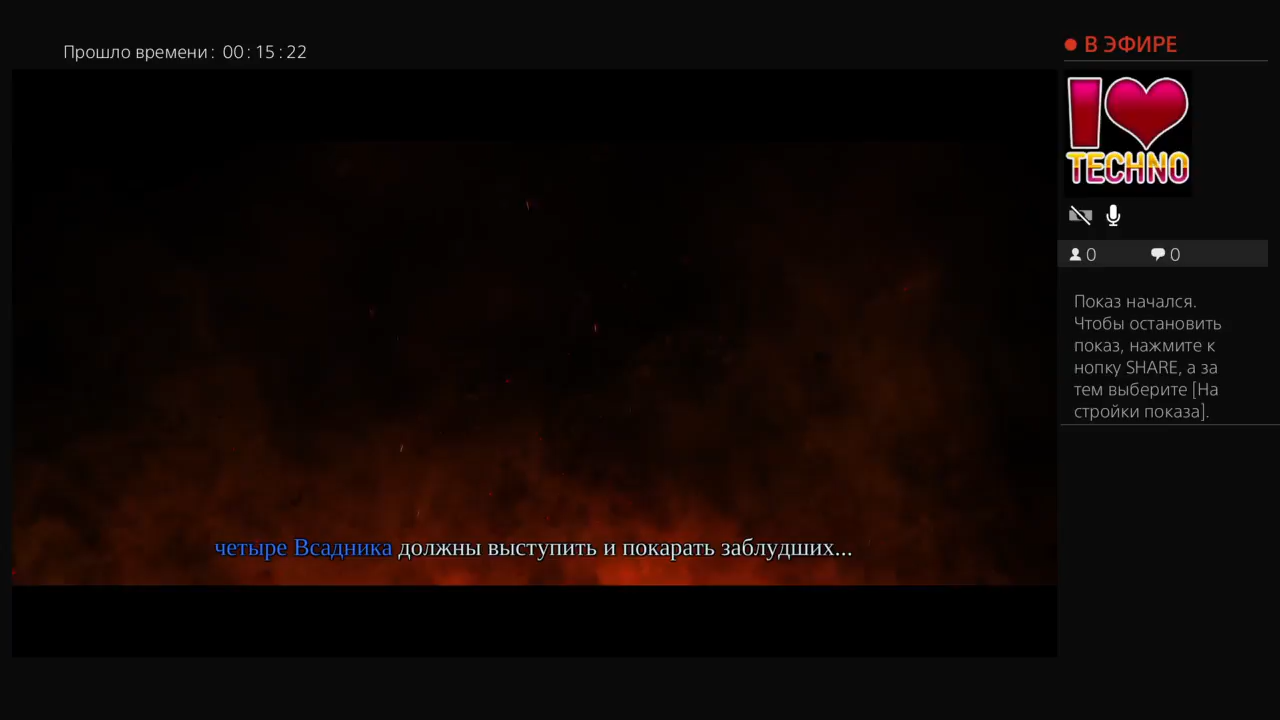 Прошло времени: 00:15:22
В ЭФИРЕ
I
TECHNO
0 0
Показ начался.
Чтобы остановить
показ, нажмите к
нопку SHARE, а за
тем выберите [На
стройки показа].
четыре Всадника должны выступить и покарать заблудших...